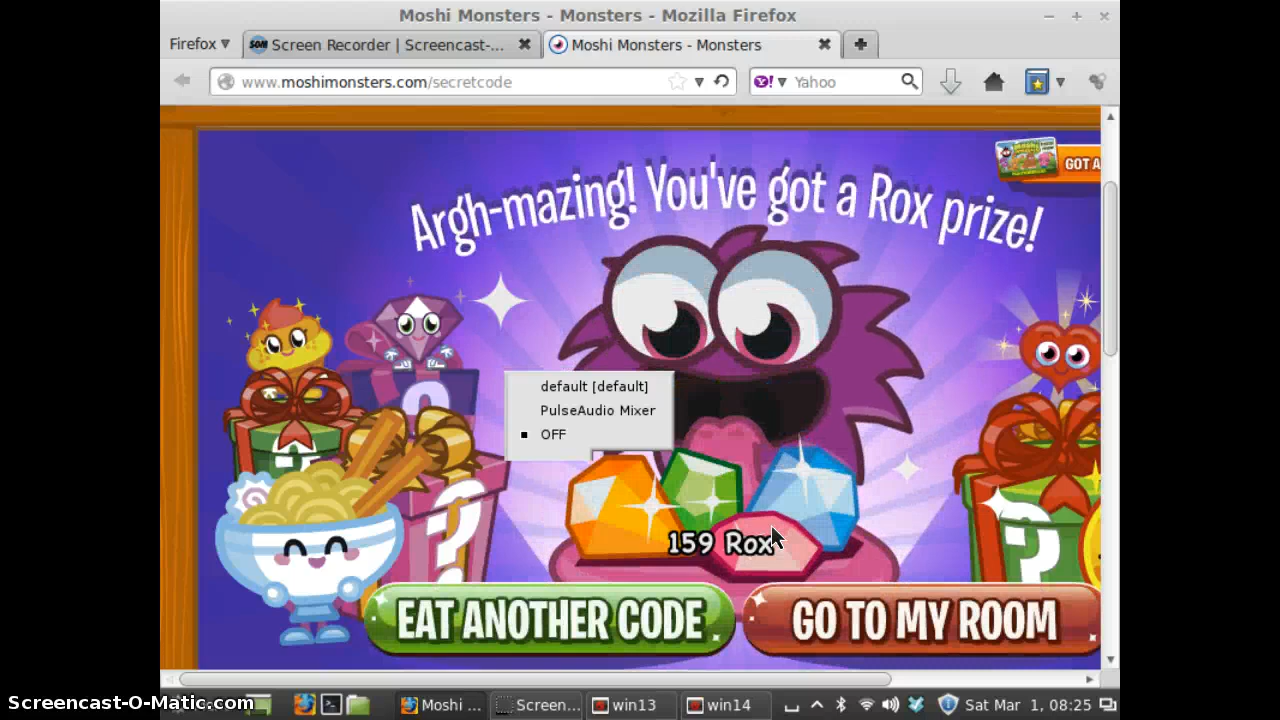 Moshi Monsters - Monsters - Mozilla Firefox
Firefox
SOM Screen Recorder | Screencast-...
Moshi Monsters - Monsters
www.moshimonsters.com/secretcode
Y! Yahoo
GOT A
Argh-mazing! You've got a Rox prize!
default [default]
PulseAudio Mixer
OFF
?
?
?
159 Rox
EAT ANOTHER CODE
GO TO MY ROOM
Screencast-O-Matic.com
Moshi ...
Screen...
win13
win14
Sat Mar 1, 08:25